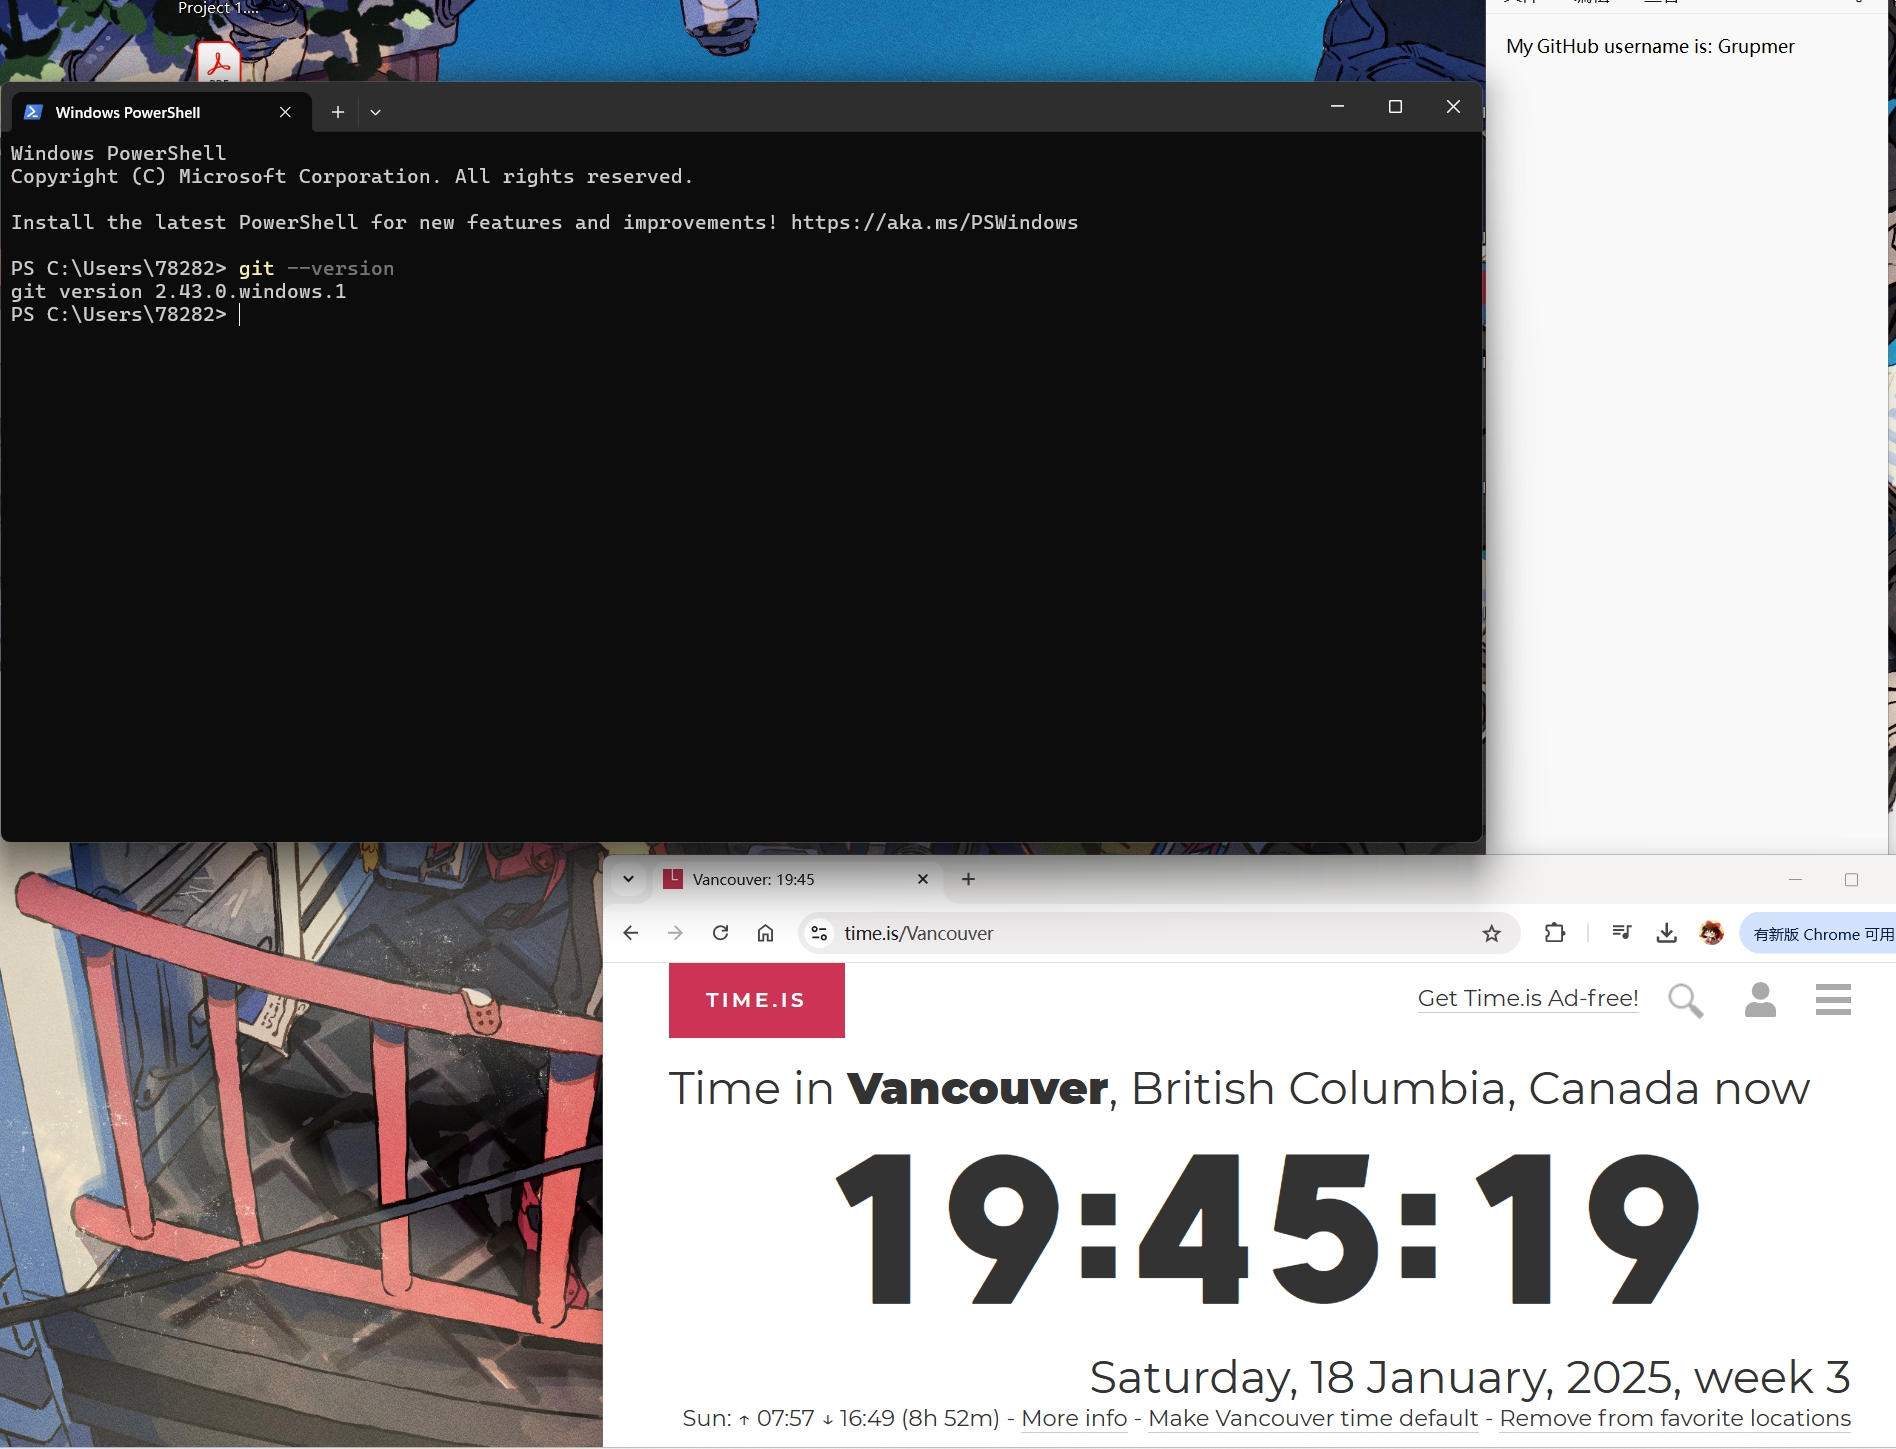 Project 1....
My GitHub username is: Grupmer
Windows PowerShell
Windows PowerShell
Copyright (C) Microsoft Corporation. All rights reserved.
Install the latest PowerShell for new features and improvements! https://aka.ms/PSWindows
PS C:\Users\78282> git --version
git version 2.43.0.windows.1
PS C:\Users\78282>
Vancouver: 19:45
time.is/Vancouver
有新版 Chrome 可用
TIME.IS
Get Time.is Ad-free!
Time in Vancouver, British Columbia, Canada now
19:45:19
Saturday, 18 January, 2025, week 3
Sun: ↑ 07:57 ↓ 16:49 (8h 52m) - More info - Make Vancouver time default - Remove from favorite locations